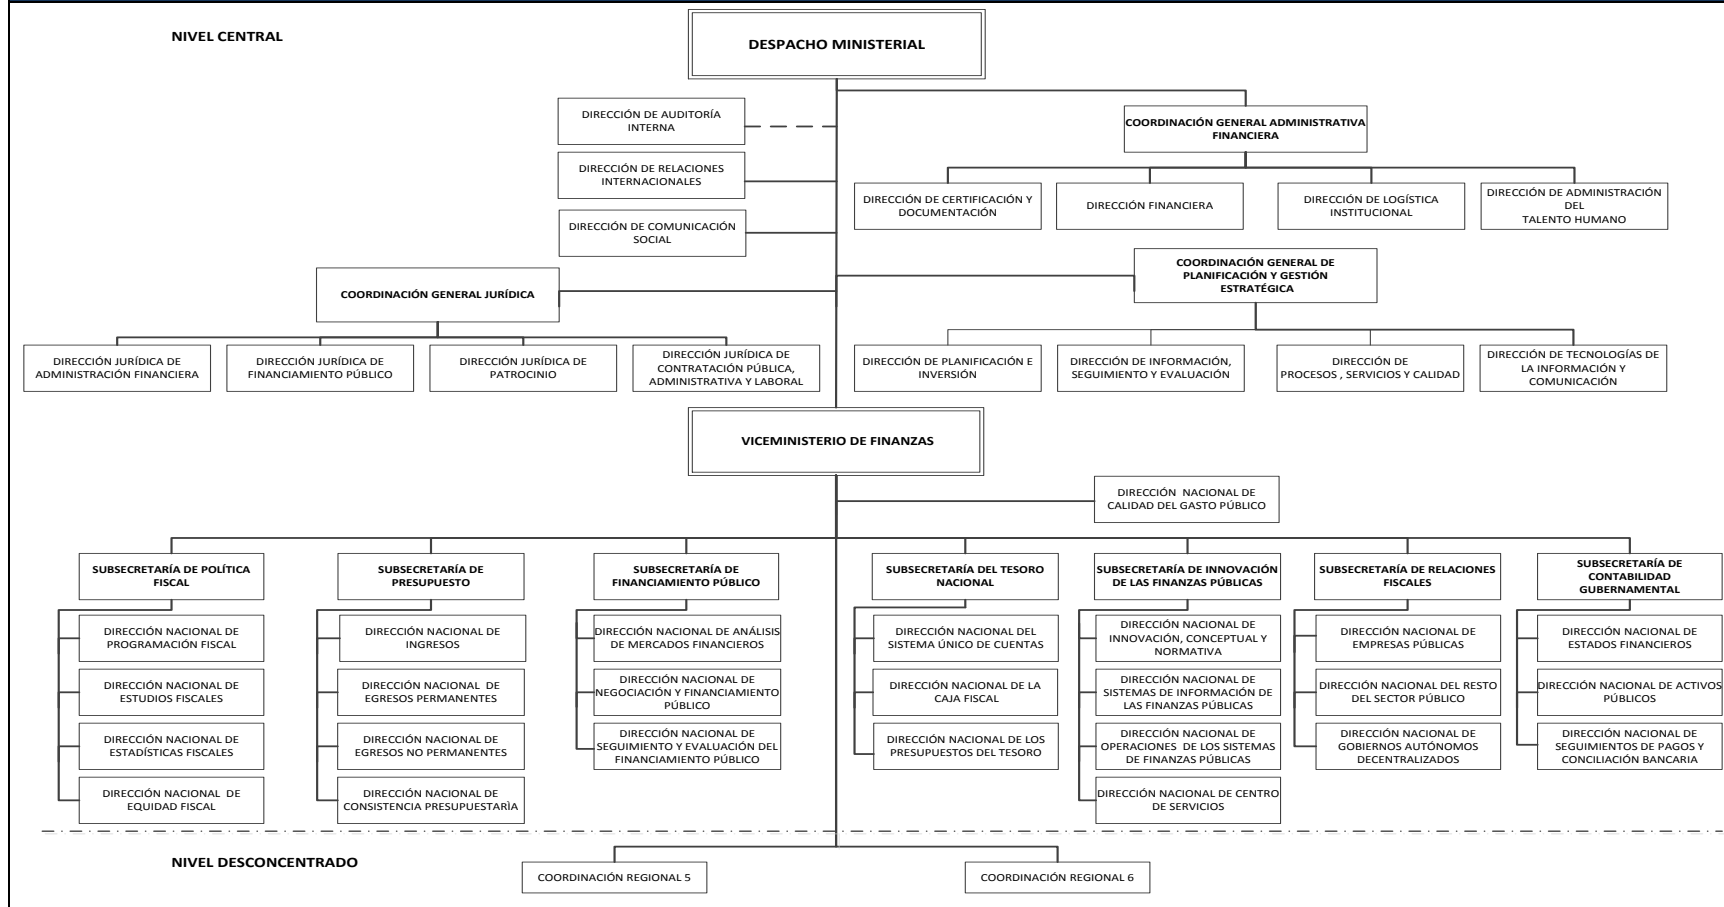 NIVEL CENTRAL
DESPACHO MINISTERIAL
DIRECCIÓN DE AUDITORÍA
INTERNA
COORDINACIÓN GENERAL ADMINISTRATIVA
FINANCIERA
DIRECCIÓN DE RELACIONES
INTERNACIONALES
DIRECCIÓN DE CERTIFICACIÓN Y
DOCUMENTACIÓN
DIRECCIÓN FINANCIERA
DIRECCIÓN DE LOGÍSTICA
INSTITUCIONAL
DIRECCIÓN DE ADMINISTRACIÓN
DEL
TALENTO HUMANO
DIRECCIÓN DE COMUNICACIÓN
SOCIAL
COORDINACIÓN GENERAL DE
PLANIFICACIÓN Y GESTIÓN
ESTRATÉGICA
COORDINACIÓN GENERAL JURÍDICA
DIRECCIÓN JURÍDICA DE
ADMINISTRACIÓN FINANCIERA
DIRECCIÓN JURÍDICA DE
FINANCIAMIENTO PÚBLICO
DIRECCIÓN JURÍDICA DE
PATROCINIO
DIRECCIÓN JURÍDICA DE
CONTRATACIÓN PÚBLICA,
ADMINISTRATIVA Y LABORAL
DIRECCIÓN DE PLANIFICACIÓN E
INVERSIÓN
DIRECCIÓN DE INFORMACIÓN,
SEGUIMIENTO Y EVALUACIÓN
DIRECCIÓN DE
PROCESOS , SERVICIOS Y CALIDAD
DIRECCIÓN DE TECNOLOGÍAS DE
LA INFORMACIÓN Y
COMUNICACIÓN
VICEMINISTERIO DE FINANZAS
DIRECCIÓN NACIONAL DE
CALIDAD DEL GASTO PÚBLICO
SUBSECRETARÍA DE POLÍTICA
FISCAL
SUBSECRETARÍA DE
PRESUPUESTO
SUBSECRETARÍA DE
FINANCIAMIENTO PÚBLICO
SUBSECRETARÍA DEL TESORO
NACIONAL
SUBSECRETARÍA DE INNOVACIÓN
DE LAS FINANZAS PÚBLICAS
SUBSECRETARÍA DE RELACIONES
FISCALES
SUBSECRETARÍA DE
CONTABILIDAD
GUBERNAMENTAL
DIRECCIÓN NACIONAL DE
PROGRAMACIÓN FISCAL
DIRECCIÓN NACIONAL DE
INGRESOS
DIRECCIÓN NACIONAL DE ANÁLISIS
DE MERCADOS FINANCIEROS
DIRECCIÓN NACIONAL DEL
SISTEMA ÚNICO DE CUENTAS
DIRECCIÓN NACIONAL DE
INNOVACIÓN, CONCEPTUAL Y
NORMATIVA
DIRECCIÓN NACIONAL DE
EMPRESAS PÚBLICAS
DIRECCIÓN NACIONAL DE
ESTADOS FINANCIEROS
DIRECCIÓN NACIONAL DE
ESTUDIOS FISCALES
DIRECCIÓN NACIONAL DE
EGRESOS PERMANENTES
DIRECCIÓN NACIONAL DE
NEGOCIACIÓN Y FINANCIAMIENTO
PÚBLICO
DIRECCIÓN NACIONAL DE LA
CAJA FISCAL
DIRECCIÓN NACIONAL DE
SISTEMAS DE INFORMACIÓN DE
LAS FINANZAS PÚBLICAS
DIRECCIÓN NACIONAL DEL RESTO
DEL SECTOR PÚBLICO
DIRECCIÓN NACIONAL DE ACTIVOS
PÚBLICOS
DIRECCIÓN NACIONAL DE
ESTADÍSTICAS FISCALES
DIRECCIÓN NACIONAL DE
EGRESOS NO PERMANENTES
DIRECCIÓN NACIONAL DE
SEGUIMIENTO Y EVALUACIÓN DEL
FINANCIAMIENTO PÚBLICO
DIRECCIÓN NACIONAL DE LOS
PRESUPUESTOS DEL TESORO
DIRECCIÓN NACIONAL DE
OPERACIONES DE LOS SISTEMAS
DE FINANZAS PÚBLICAS
DIRECCIÓN NACIONAL DE
GOBIERNOS AUTÓNOMOS
DECENTRALIZADOS
DIRECCIÓN NACIONAL DE
SEGUIMIENTOS DE PAGOS Y
CONCILIACIÓN BANCARIA
DIRECCIÓN NACIONAL DE
EQUIDAD FISCAL
DIRECCIÓN NACIONAL DE
CONSISTENCIA PRESUPUESTARÌA
DIRECCIÓN NACIONAL DE CENTRO
DE SERVICIOS
NIVEL DESCONCENTRADO
COORDINACIÓN REGIONAL 5
COORDINACIÓN REGIONAL 6